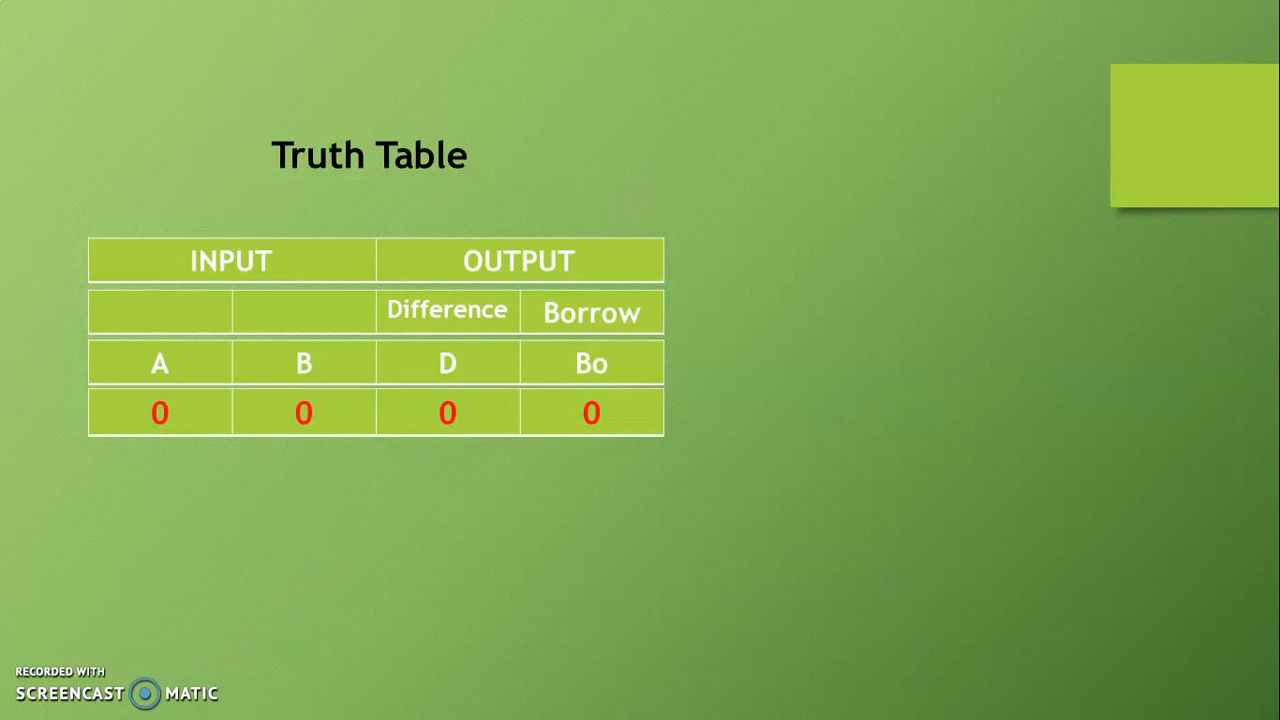 Truth Table
INPUT OUTPUT
Difference Borrow
A B D Bo
0 0 0 0
RECORDED WITH
SCREENCAST MATIC